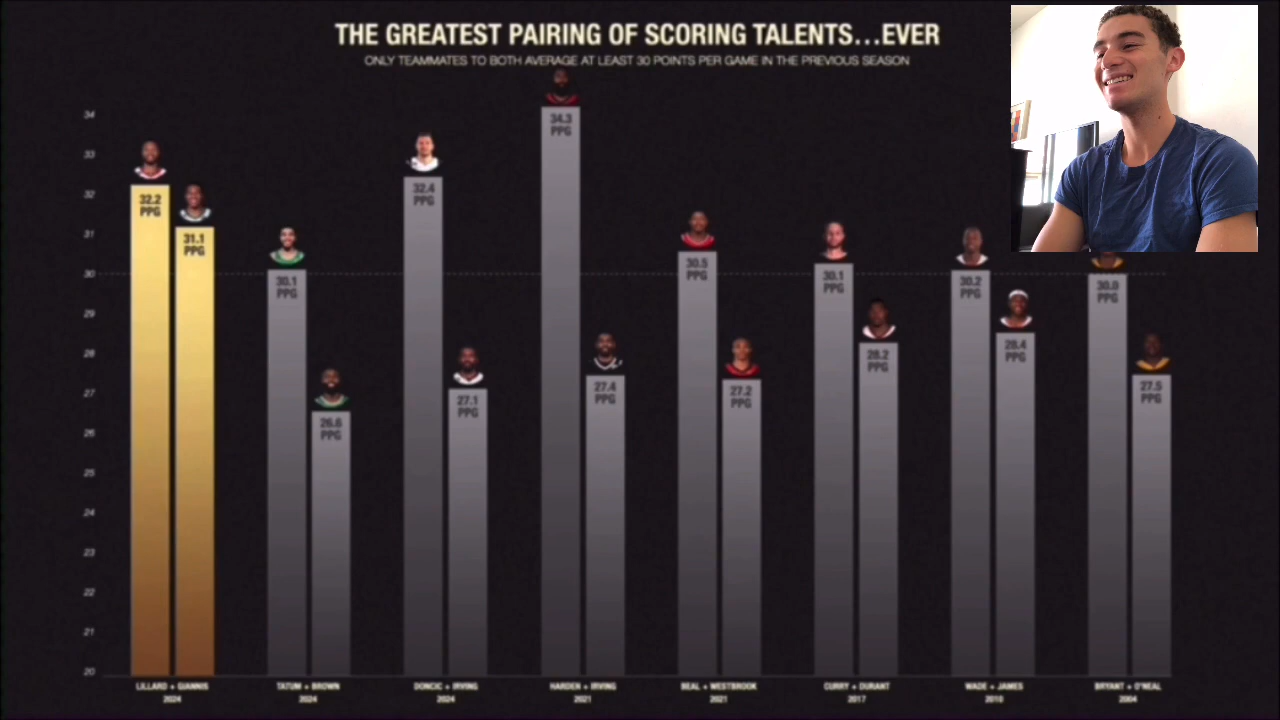 THE GREATEST PAIRING OF SCORING TALENTS...EVER
ONLY TEAMMATES TO BOTH AVERAGE AT LEAST 30 POINTS PER GAME IN THE PREVIOUS SEASON
34
33
32
31
30
29
28
27
26
25
24
23
22
21
20
32.2 PPG
31.1 PPG
30.1 PPG
26.6 PPG
32.4 PPG
27.1 PPG
34.3 PPG
27.4 PPG
30.5 PPG
27.2 PPG
30.1 PPG
28.2 PPG
30.2 PPG
28.4 PPG
30.0 PPG
27.5 PPG
LILLARD + GIANNIS
2024
TATUM + BROWN
2024
DONCIC + IRVING
2024
HARDEN + IRVING
2021
BEAL + WESTBROOK
2021
CURRY + DURANT
2017
WADE + JAMES
BRYANT + O'NEAL
2004